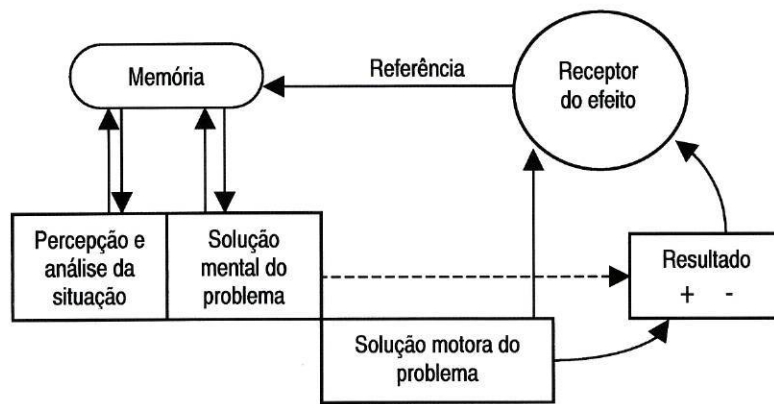 Memória
Referência
Receptor
do efeito
Percepção e
análise da
situação
Solução
mental do
problema
Resultado
+ -
Solução motora do
problema